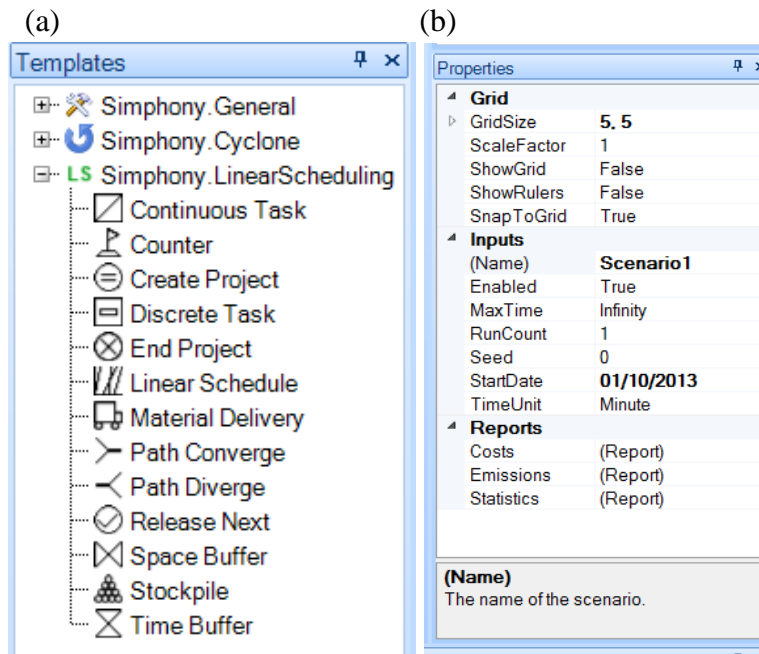 (a)
Templates
Simphony.General
Simphony.Cyclone
LS Simphony.LinearScheduling
Continuous Task
Counter
Create Project
Discrete Task
End Project
Linear Schedule
Material Delivery
Path Converge
Path Diverge
Release Next
Space Buffer
Stockpile
Time Buffer
(b)
Properties
Grid
GridSize 5, 5
ScaleFactor 1
ShowGrid False
ShowRulers False
SnapToGrid True
Inputs
(Name) Scenario1
Enabled True
MaxTime Infinity
RunCount 1
Seed 0
StartDate 01/10/2013
TimeUnit Minute
Reports
Costs (Report)
Emissions (Report)
Statistics (Report)
(Name)
The name of the scenario.